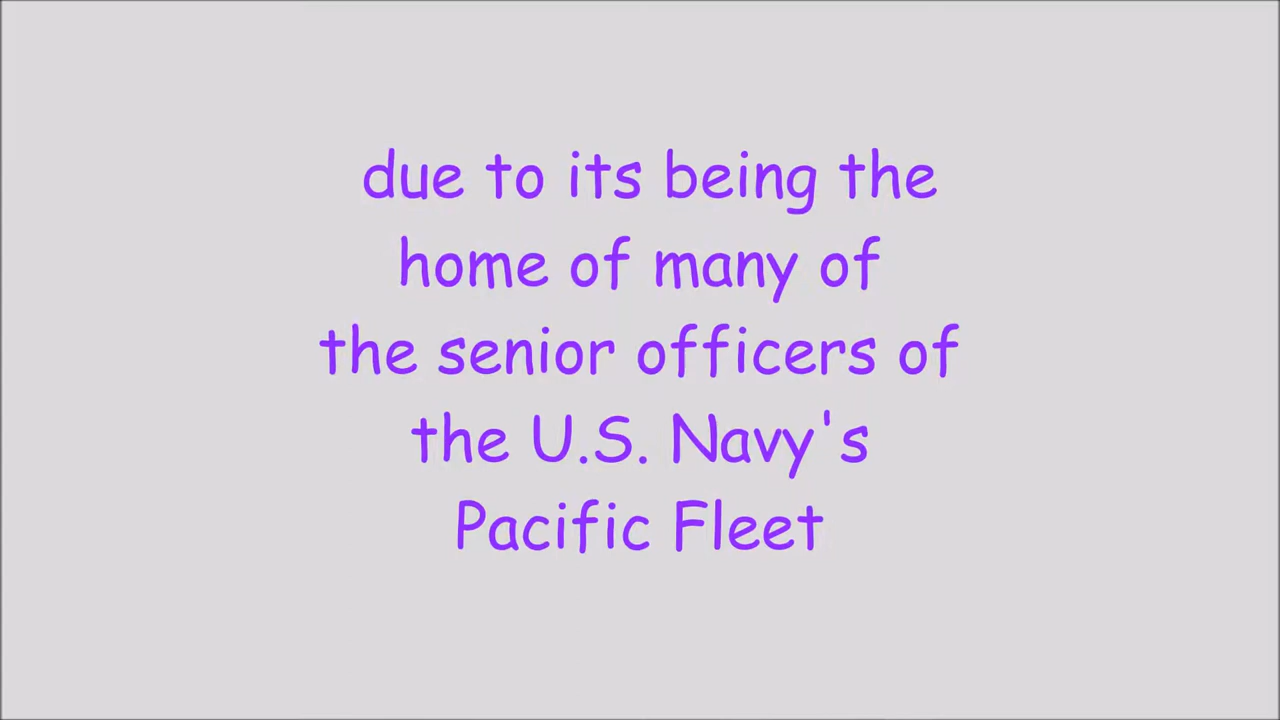 due to its being the
home of many of
the senior officers of
the U.S. Navy's
Pacific Fleet